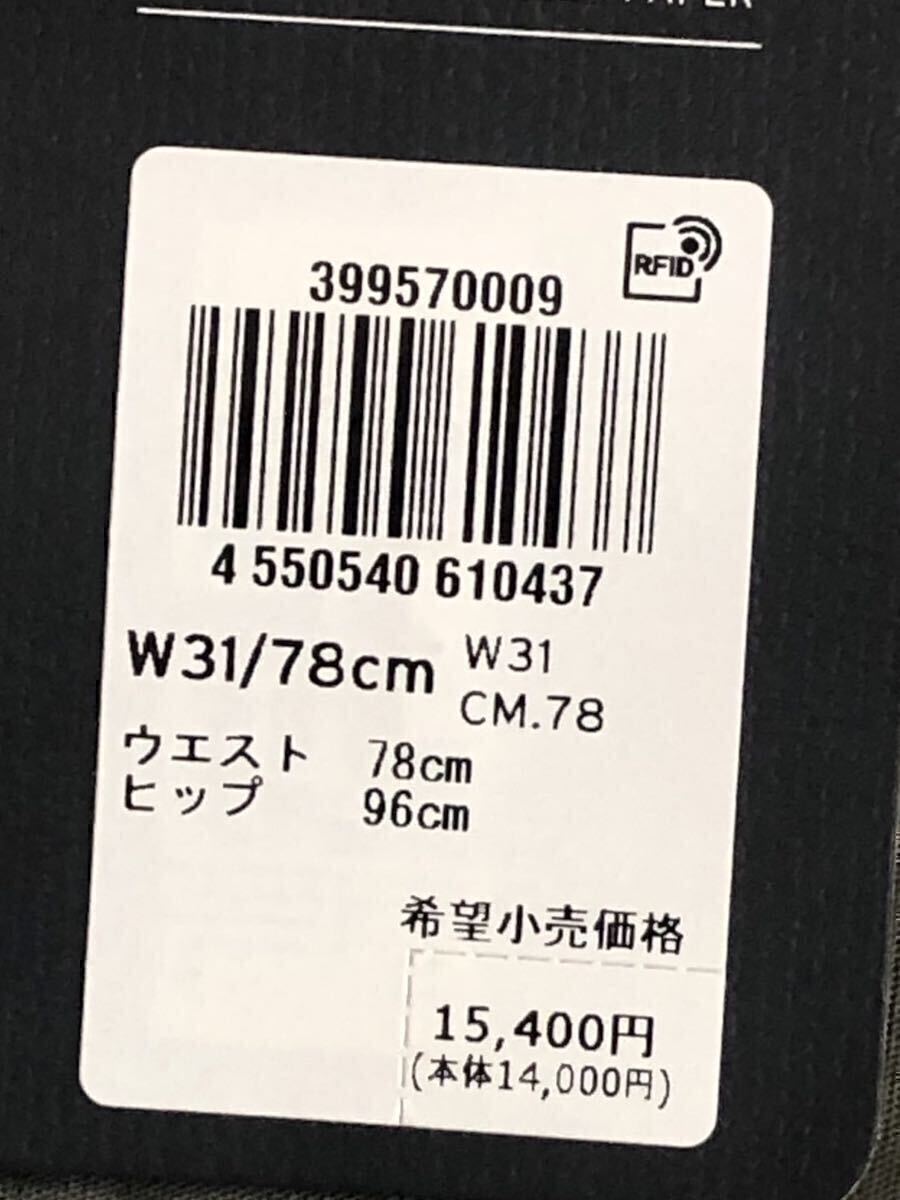 PAPER
RFID
399570009
4 550540 610437
W31/78cm
W31
CM.78
ウエスト 78cm
ヒップ 96cm
希望小売価格
15,400円
(本体14,000円)